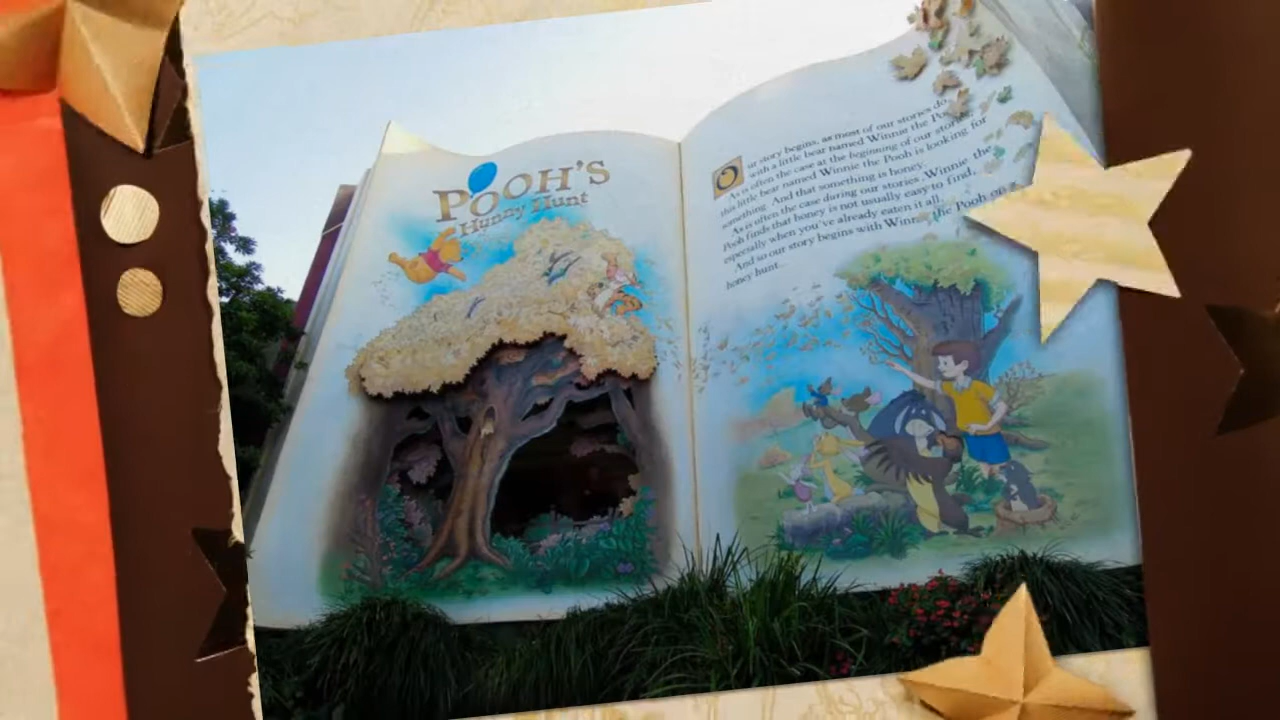 POOH'S
Hunny Hunt
Our story begins, as most of our stories do,
with a little bear named Winnie the
As is often the case at the beginning of our stories
this little bear named Winnie the Pooh is looking for
something. And that something is honey.
As is often the case during our stories, Winnie the
Pooh finds that honey is not usually easy to find,
especially when you've already eaten it all.
And so our story begins with Winnie the Pooh on a
honey hunt...